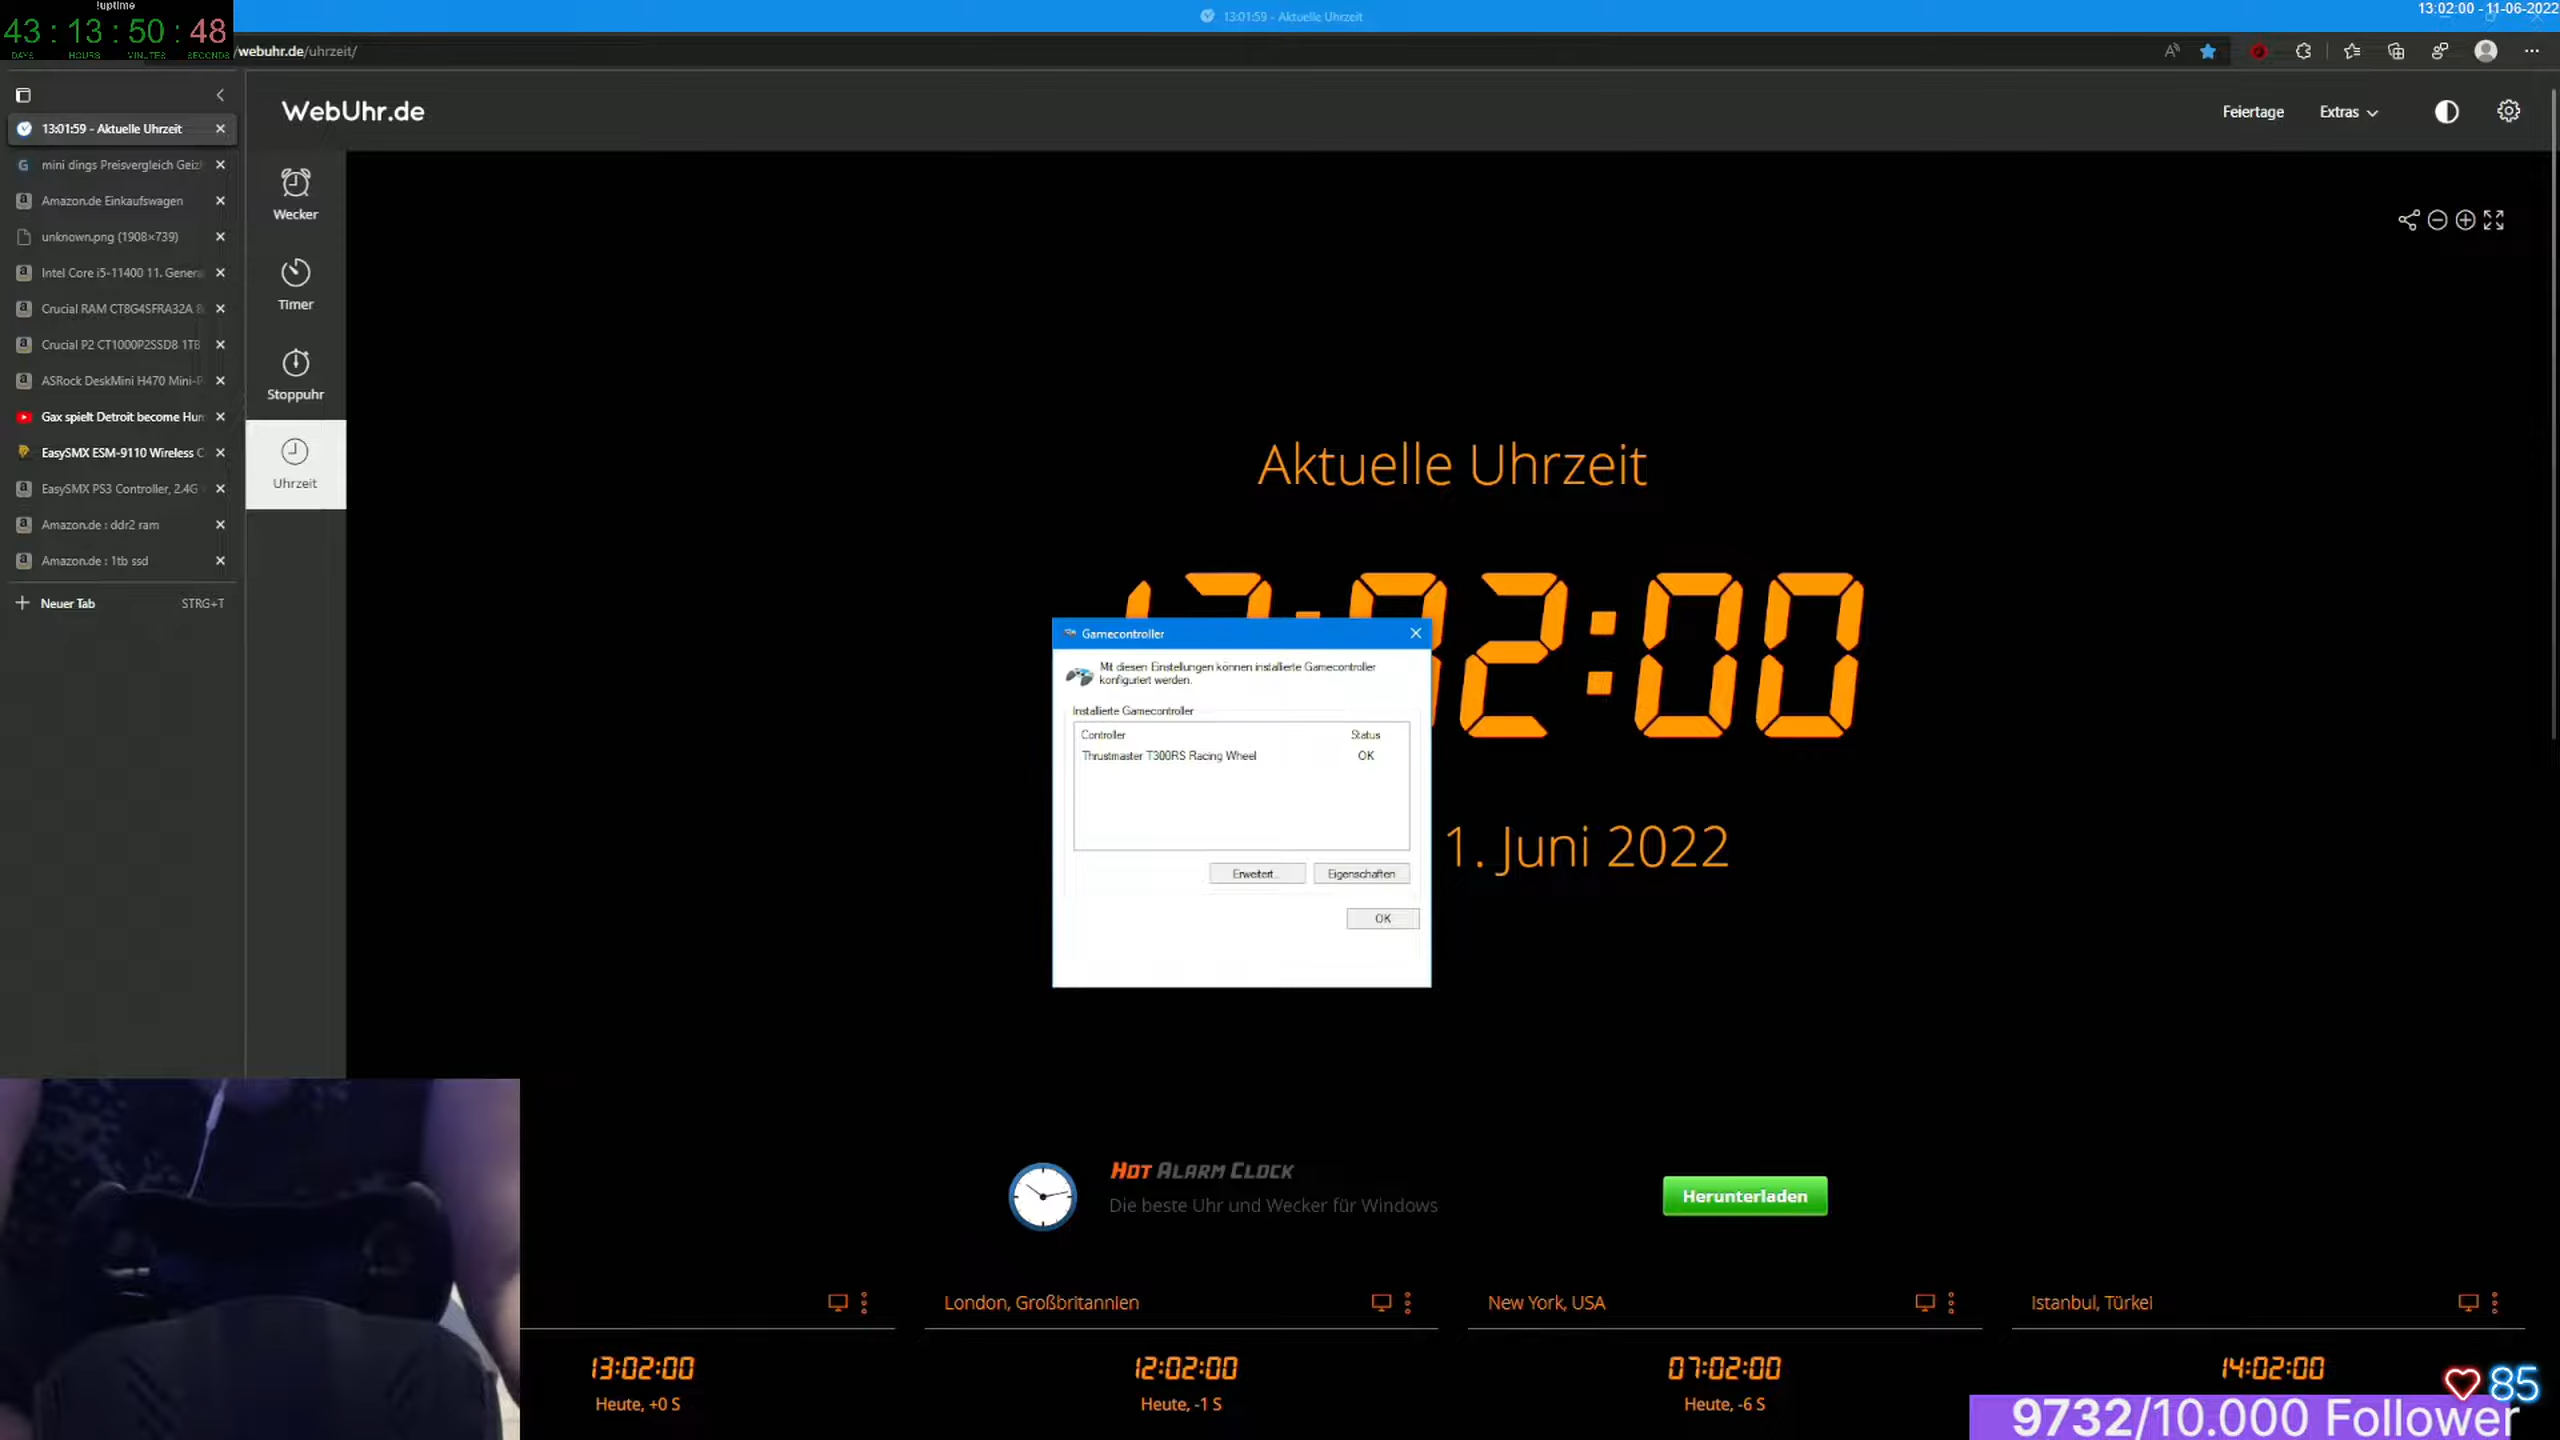 !uptime
43 : 13 : 50 : 48
DAYS HOURS MINUTES SECONDS
13:01:59 - Aktuelle Uhrzeit
13:02:00 - 11-06-2022
/webuhr.de/uhrzeit/
13:01:59 - Aktuelle Uhrzeit
mini dings Preisvergleich Geiz
Amazon.de Einkaufswagen
unknown.png (1908×739)
Intel Core i5-11400 11. Genera
Crucial RAM CT8G4SFRA32A 8
Crucial P2 CT1000P2SSD8 1TB
ASRock DeskMini H470 Mini-P
Gax spielt Detroit become Hum
EasySMX ESM-9110 Wireless C
EasySMX PS3 Controller, 2.4G
Amazon.de : ddr2 ram
Amazon.de : 1tb ssd
Neuer Tab STRG+T
WebUhr.de
Feiertage Extras
Wecker
Timer
Stoppuhr
Uhrzeit
Aktuelle Uhrzeit
13:02:00
1. Juni 2022
Gamecontroller
Mit diesen Einstellungen können installierte Gamecontroller
konfiguriert werden.
Installierte Gamecontroller
Controller Status
Thrustmaster T300RS Racing Wheel OK
Erweitert... Eigenschaften
OK
HOT ALARM CLOCK
Die beste Uhr und Wecker für Windows
Herunterladen
London, Großbritannien
New York, USA
Istanbul, Türkei
13:02:00
12:02:00
07:02:00
14:02:00
Heute, +0 S
Heute, -1 S
Heute, -6 S
85
9732/10.000 Follower